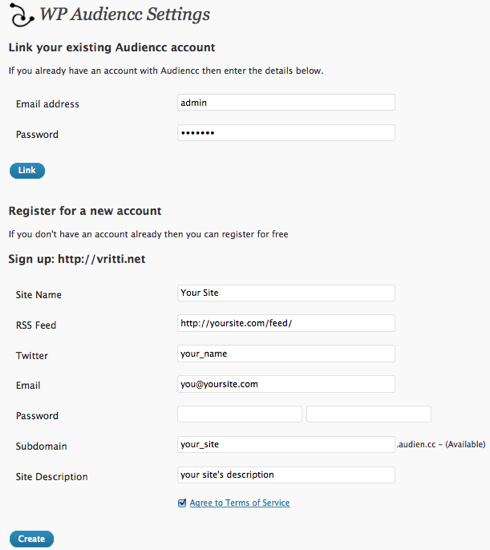 WP Audiencc Settings
Link your existing Audiencc account
If you already have an account with Audiencc then enter the details below.
Email address admin
Password •••••••
Link
Register for a new account
If you don't have an account already then you can register for free
Sign up: http://vritti.net
Site Name Your Site
RSS Feed http://yoursite.com/feed/
Twitter your_name
Email you@yoursite.com
Password
Subdomain your_site .audien.cc - (Available)
Site Description your site's description
Agree to Terms of Service
Create